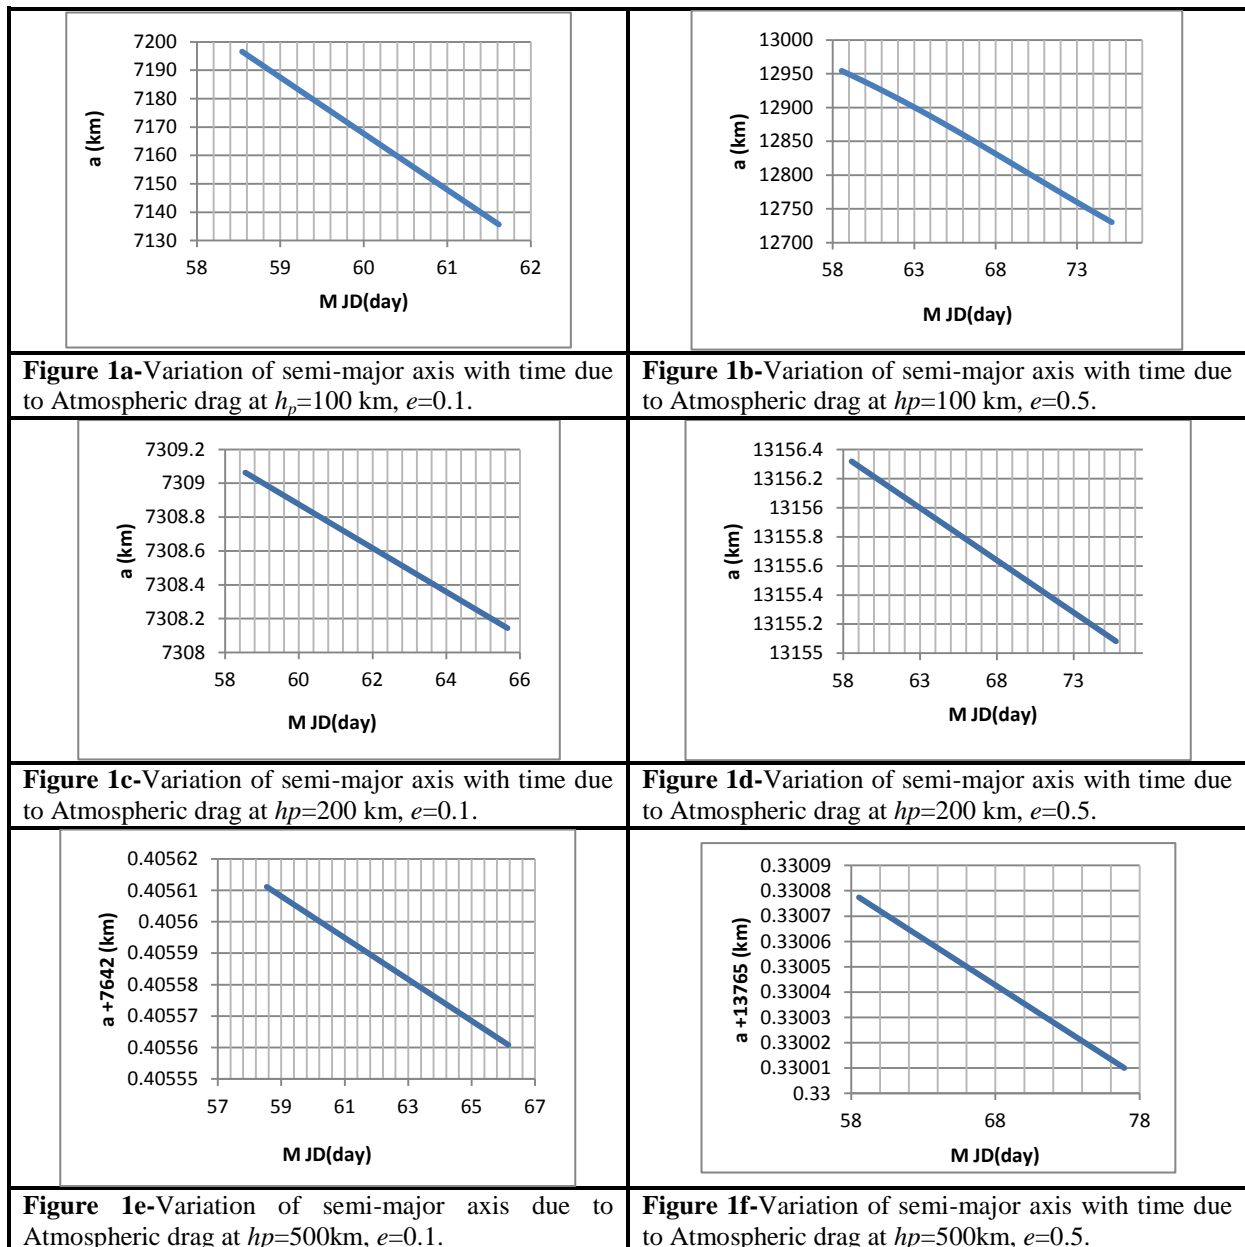 7200
7190
7180
7170
7160
7150
7140
7130
a (km)
58 59 60 61 62
M JD(day)
Figure 1a-Variation of semi-major axis with time due
to Atmospheric drag at hp=100 km, e=0.1.
13000
12950
12900
12850
12800
12750
12700
a (km)
58 63 68 73
M JD(day)
Figure 1b-Variation of semi-major axis with time due
to Atmospheric drag at hp=100 km, e=0.5.
7309.2
7309
7308.8
7308.6
7308.4
7308.2
7308
a (km)
58 60 62 64 66
M JD(day)
Figure 1c-Variation of semi-major axis with time due
to Atmospheric drag at hp=200 km, e=0.1.
13156.4
13156.2
13156
13155.8
13155.6
13155.4
13155.2
13155
a (km)
58 63 68 73
M JD(day)
Figure 1d-Variation of semi-major axis with time due
to Atmospheric drag at hp=200 km, e=0.5.
0.40562
0.40561
0.4056
0.40559
0.40558
0.40557
0.40556
0.40555
a +7642 (km)
57 59 61 63 65 67
M JD(day)
Figure 1e-Variation of semi-major axis due to
Atmospheric drag at hp=500km, e=0.1.
0.33009
0.33008
0.33007
0.33006
0.33005
0.33004
0.33003
0.33002
0.33001
0.33
a +13765 (km)
58 68 78
M JD(day)
Figure 1f-Variation of semi-major axis with time due
to Atmospheric drag at hp=500km, e=0.5.